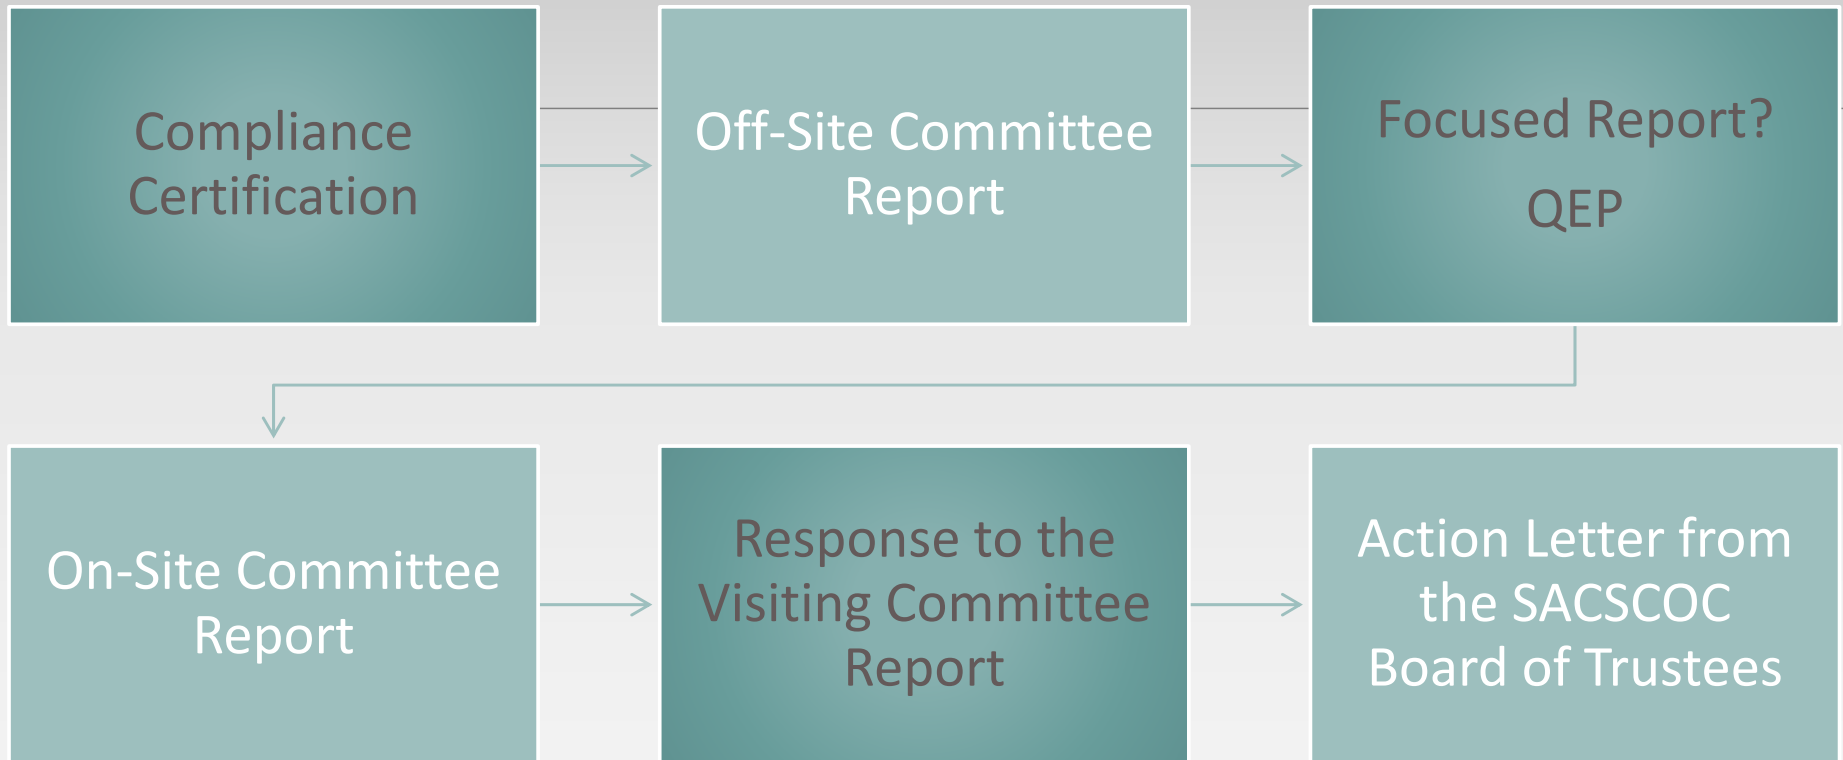 Compliance
Certification
Off-Site Committee
Report
Focused Report?
QEP
On-Site Committee
Report
Response to the
Visiting Committee
Report
Action Letter from
the SACSCOC
Board of Trustees